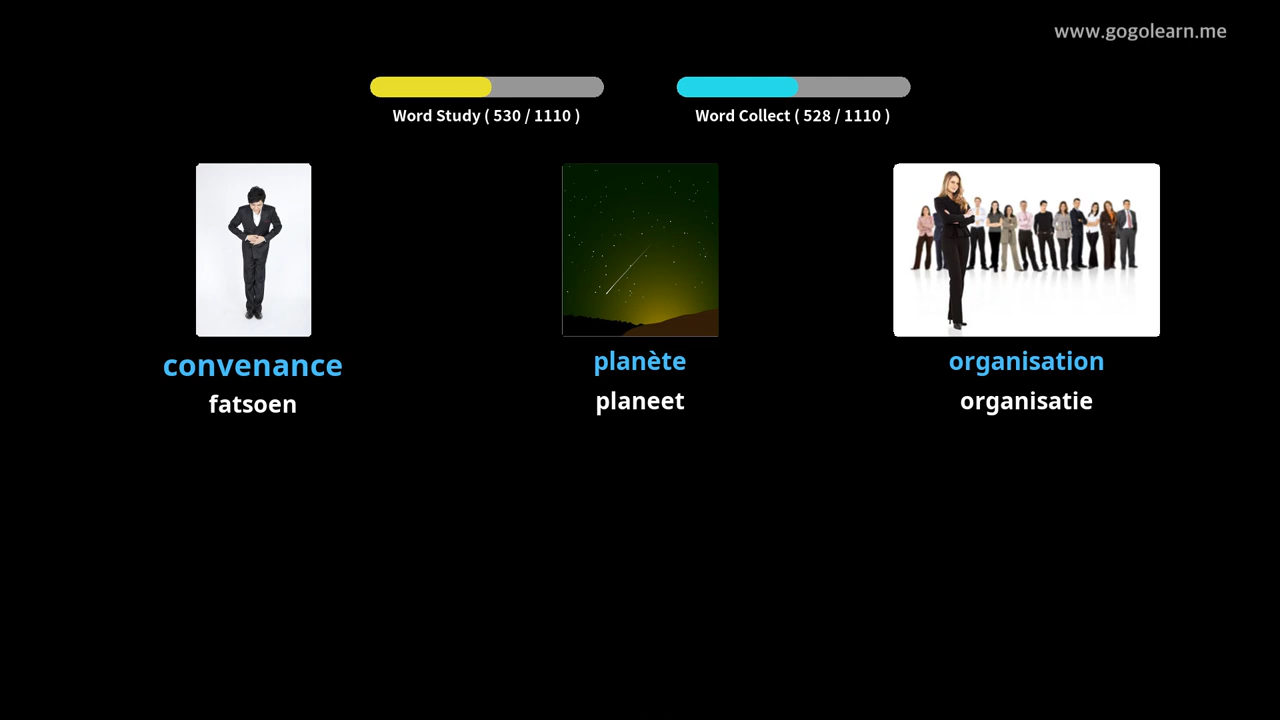 www.gogolearn.me
Word Study ( 530 / 1110 )
Word Collect ( 528 / 1110 )
convenance
fatsoen
planète
planeet
organisation
organisatie